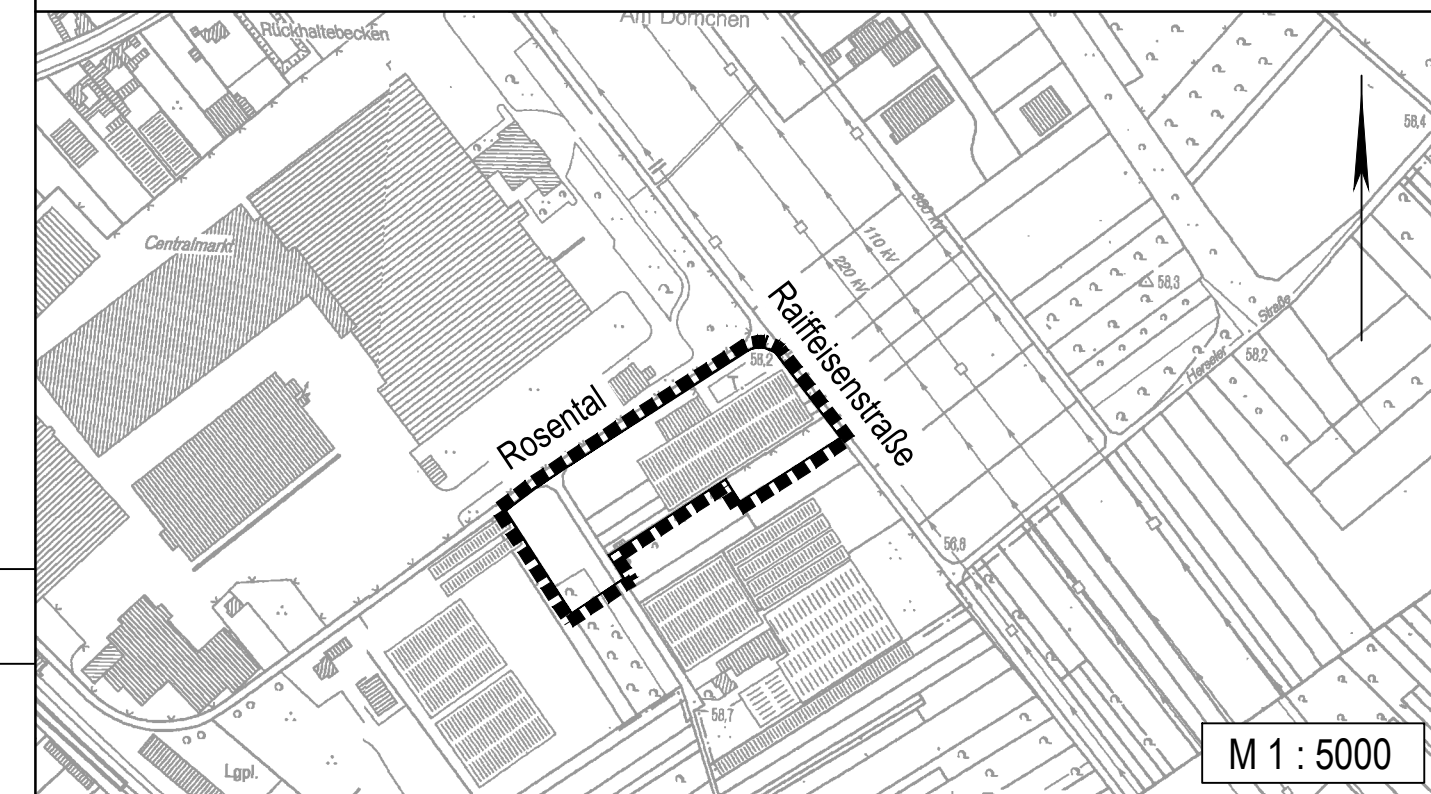 Am Dörnchen
Rückhaltebecken
58,4
Centralmarkt
380 kV
110 kV
220 kV
58,3
Raiffeisenstraße
Herseler Straße
58,2
58,2
T.
Rosental
56,8
58,7
Lgpl.
M 1 : 5000